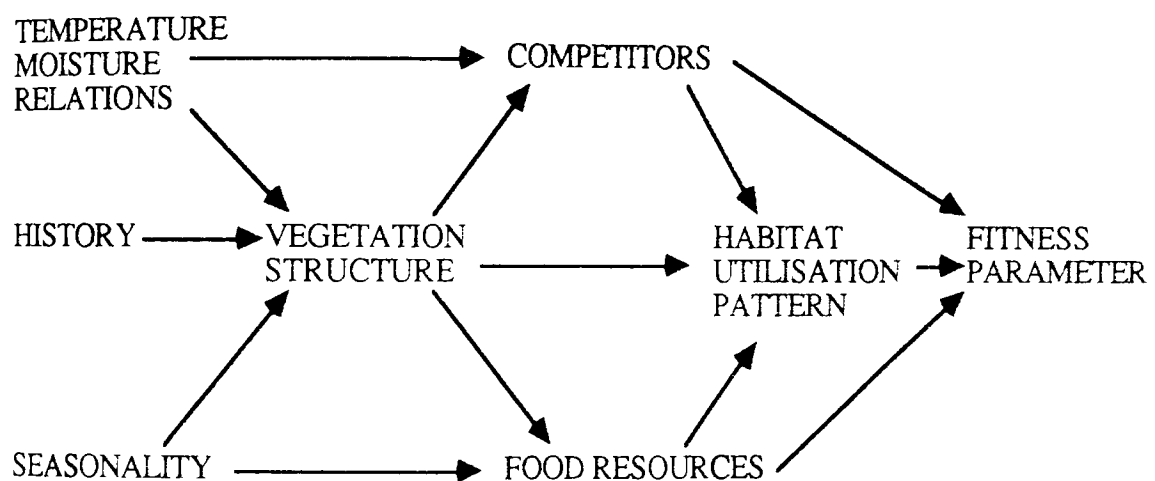 TEMPERATURE
MOISTURE
RELATIONS
COMPETITORS
HISTORY
VEGETATION
STRUCTURE
HABITAT
UTILISATION
PATTERN
FITNESS
PARAMETER
SEASONALITY
FOOD RESOURCES